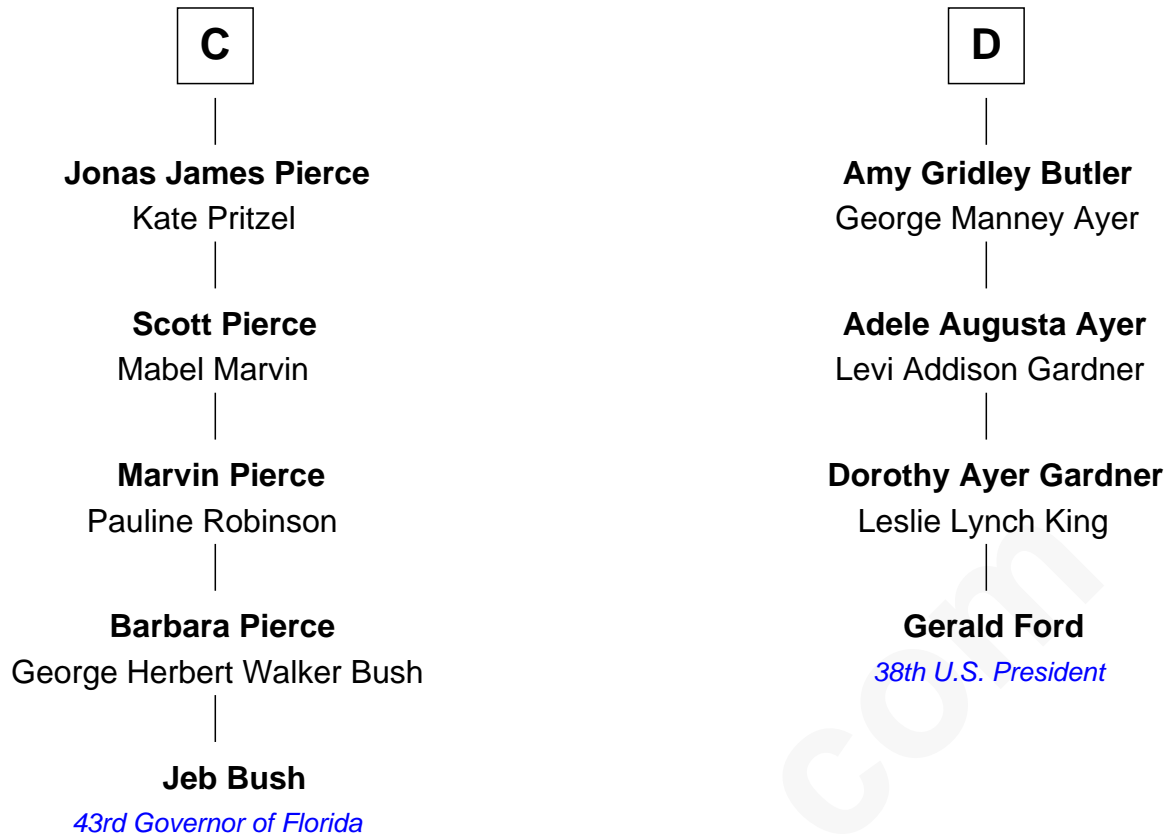 C
Jonas James Pierce
Kate Pritzel
Scott Pierce
Mabel Marvin
Marvin Pierce
Pauline Robinson
Barbara Pierce
George Herbert Walker Bush
Jeb Bush
43rd Governor of Florida
D
Amy Gridley Butler
George Manney Ayer
Adele Augusta Ayer
Levi Addison Gardner
Dorothy Ayer Gardner
Leslie Lynch King
Gerald Ford
38th U.S. President
com